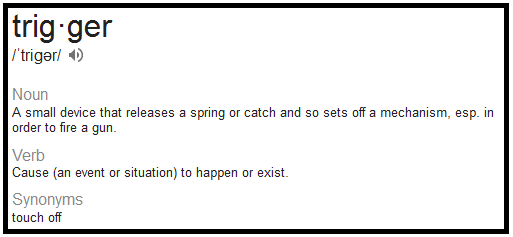 trig·ger
/ˈtrigər/
Noun
A small device that releases a spring or catch and so sets off a mechanism, esp. in
order to fire a gun.
Verb
Cause (an event or situation) to happen or exist.
Synonyms
touch off